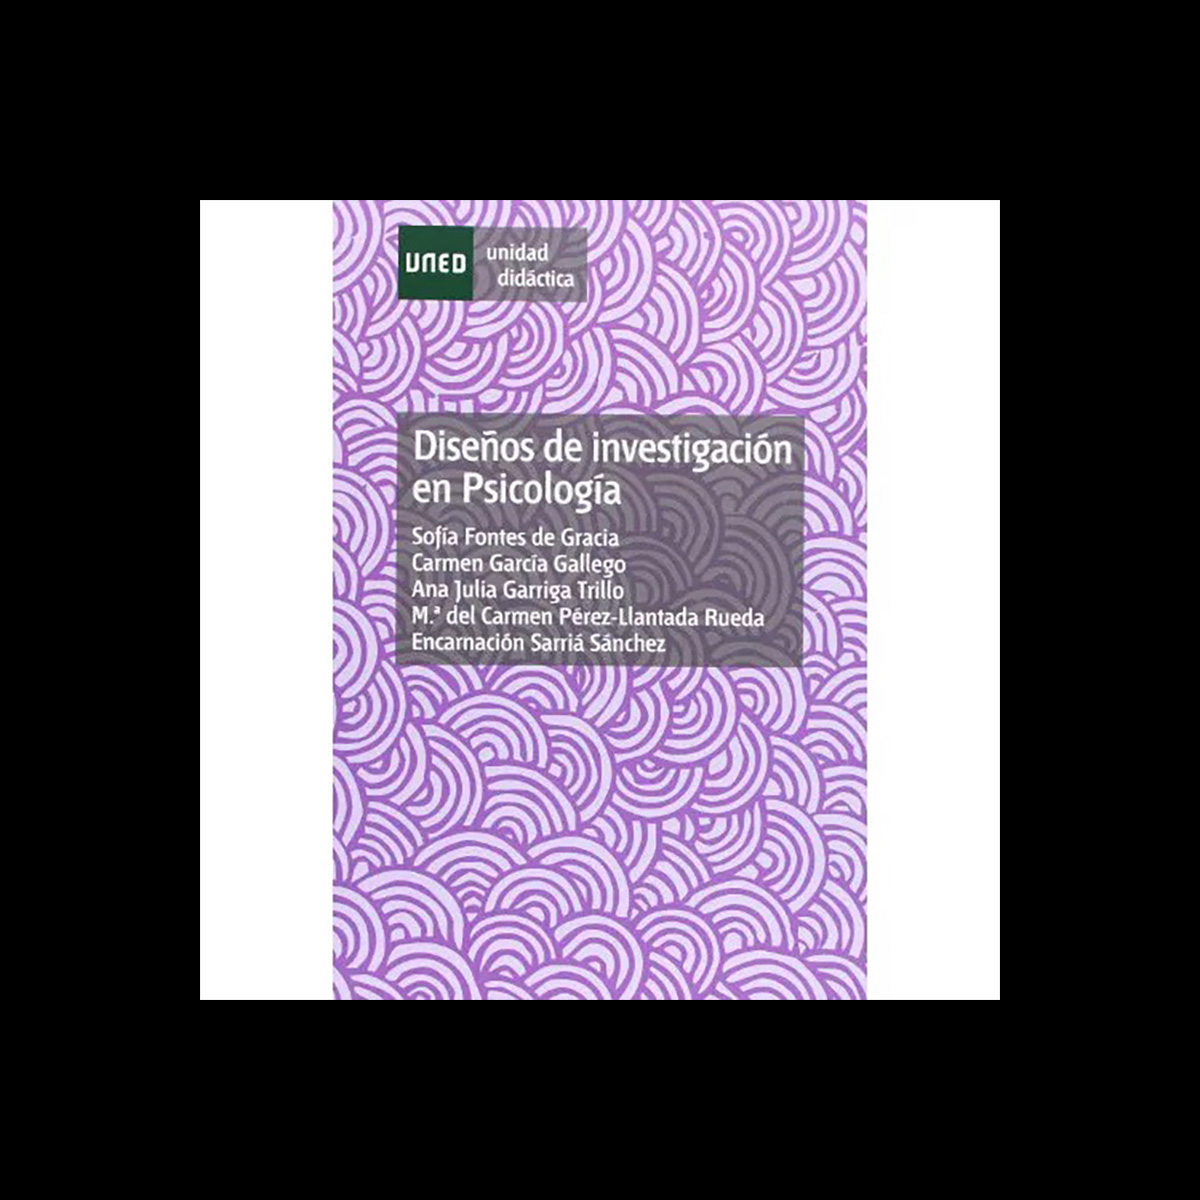 UNED
unidad
didáctica
Diseños de investigación
en Psicología
Sofía Fontes de Gracia
Carmen García Gallego
Ana Julia Garriga Trillo
M.ª del Carmen Pérez-Llantada Rueda
Encarnación Sarriá Sánchez